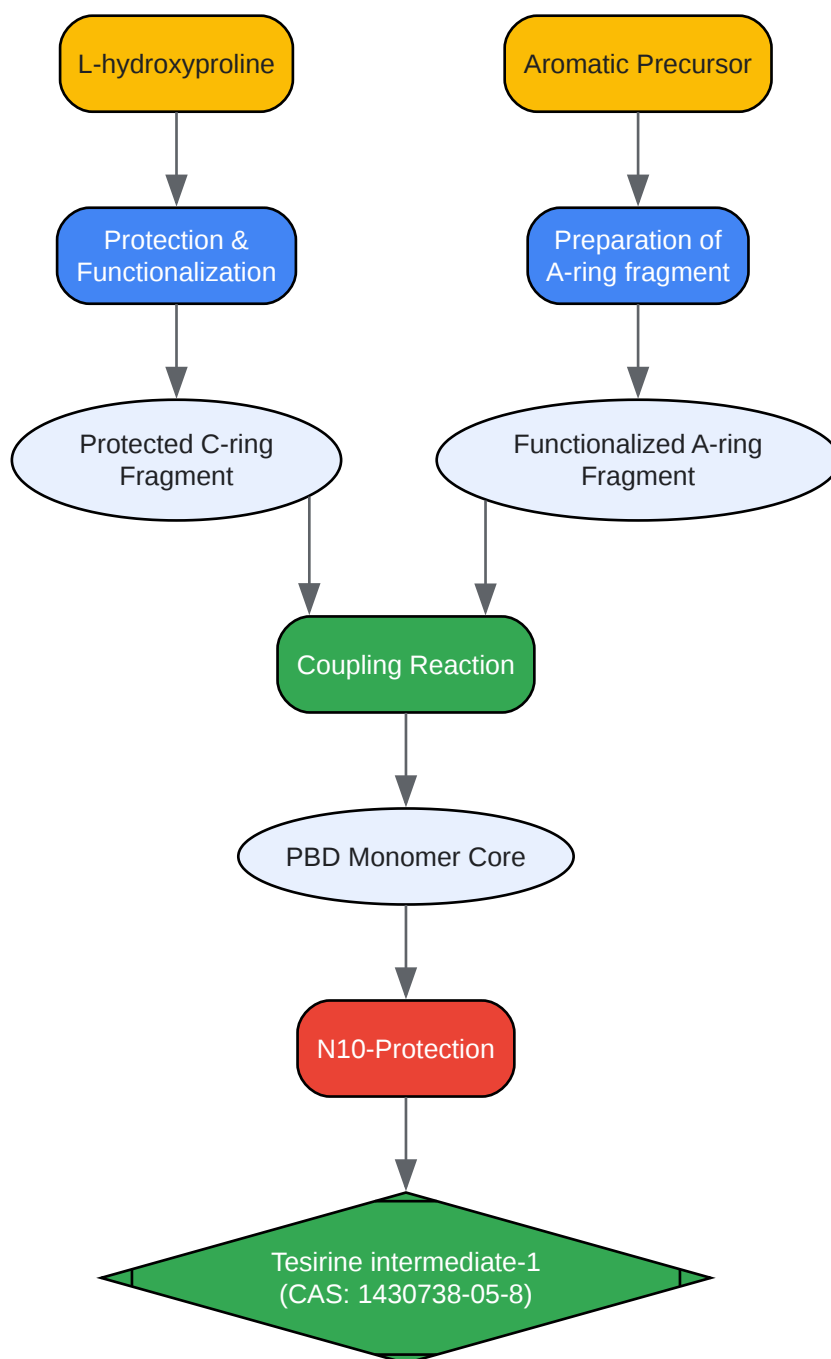 L-hydroxyproline
Aromatic Precursor
Protection &
Functionalization
Preparation of
A-ring fragment
Protected C-ring
Fragment
Functionalized A-ring
Fragment
Coupling Reaction
PBD Monomer Core
N10-Protection
Tesirine intermediate-1
(CAS: 1430738-05-8)